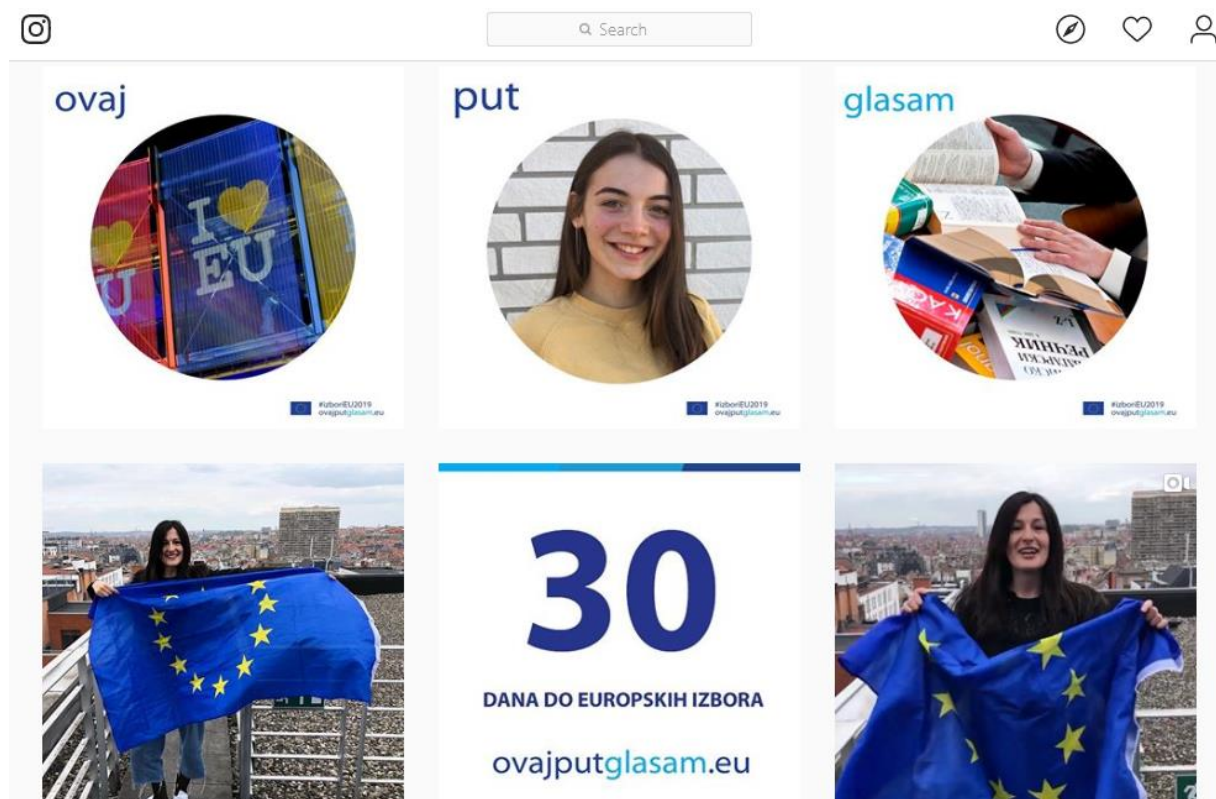 Search
ovaj
put
glasam
I
EU
U
L-Z
РЕЧНИК
#izboriEU2019
ovajputglasam.eu
#izboriEU2019
ovajputglasam.eu
#izboriEU2019
ovajputglasam.eu
30
DANA DO EUROPSKIH IZBORA
ovajputglasam.eu